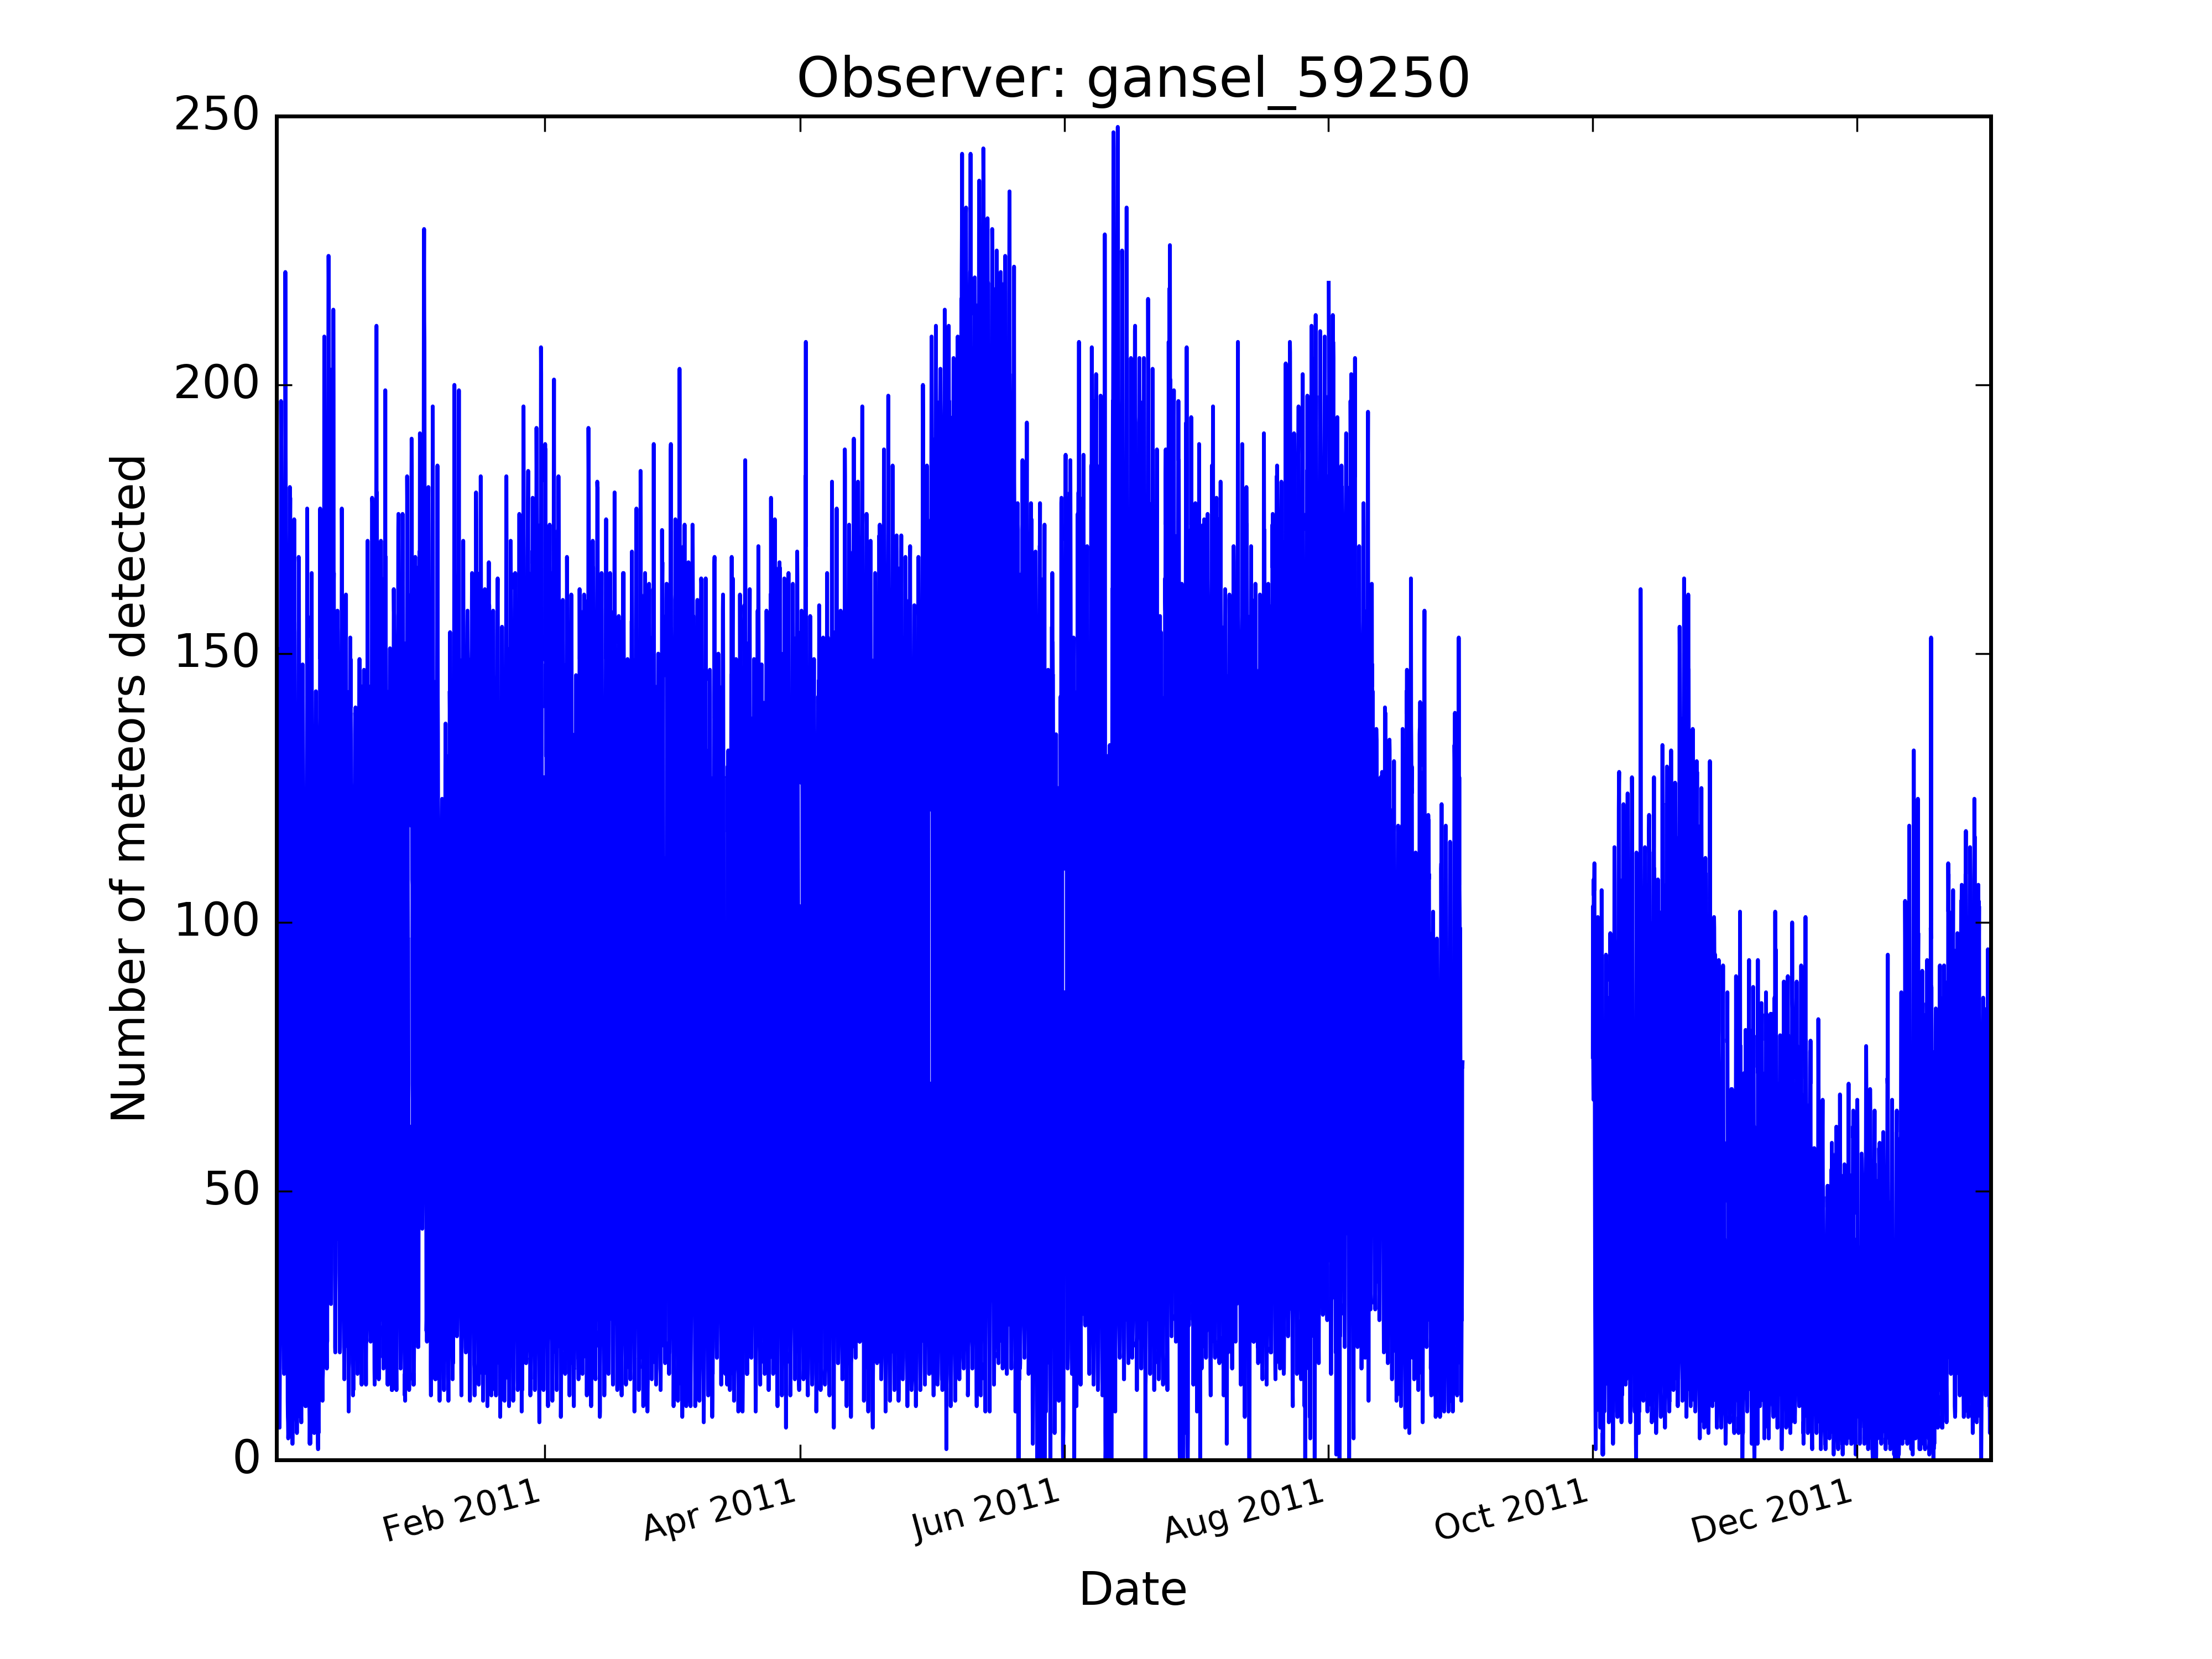 Observer: gansel_59250
250
200
150
100
50
0
Number of meteors detected
Feb 2011
Apr 2011
Jun 2011
Aug 2011
Oct 2011
Dec 2011
Date